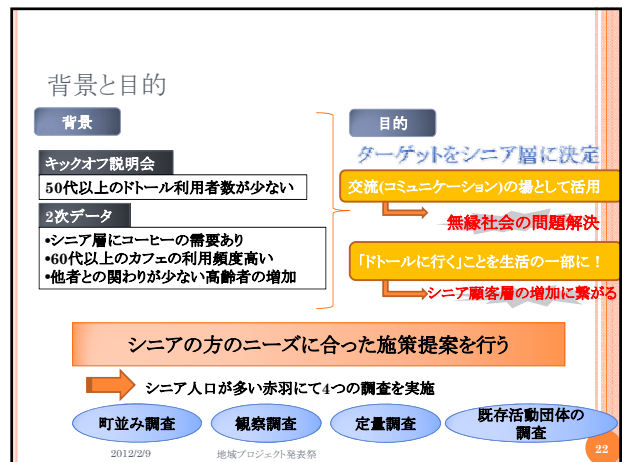 背景と目的
背景
キックオフ説明会
50代以上のドトール利用者数が少ない
2次データ
•シニア層にコーヒーの需要あり
•60代以上のカフェの利用頻度高い
•他者との関わりが少ない高齢者の増加
目的
ターゲットをシニア層に決定
交流(コミュニケーション)の場として活用
無縁社会の問題解決
「ドトールに行く」ことを生活の一部に！
シニア顧客層の増加に繋がる
シニアの方のニーズに合った施策提案を行う
シニア人口が多い赤羽にて4つの調査を実施
町並み調査
観察調査
定量調査
既存活動団体の
調査
2012/2/9
地域プロジェクト発表祭
22